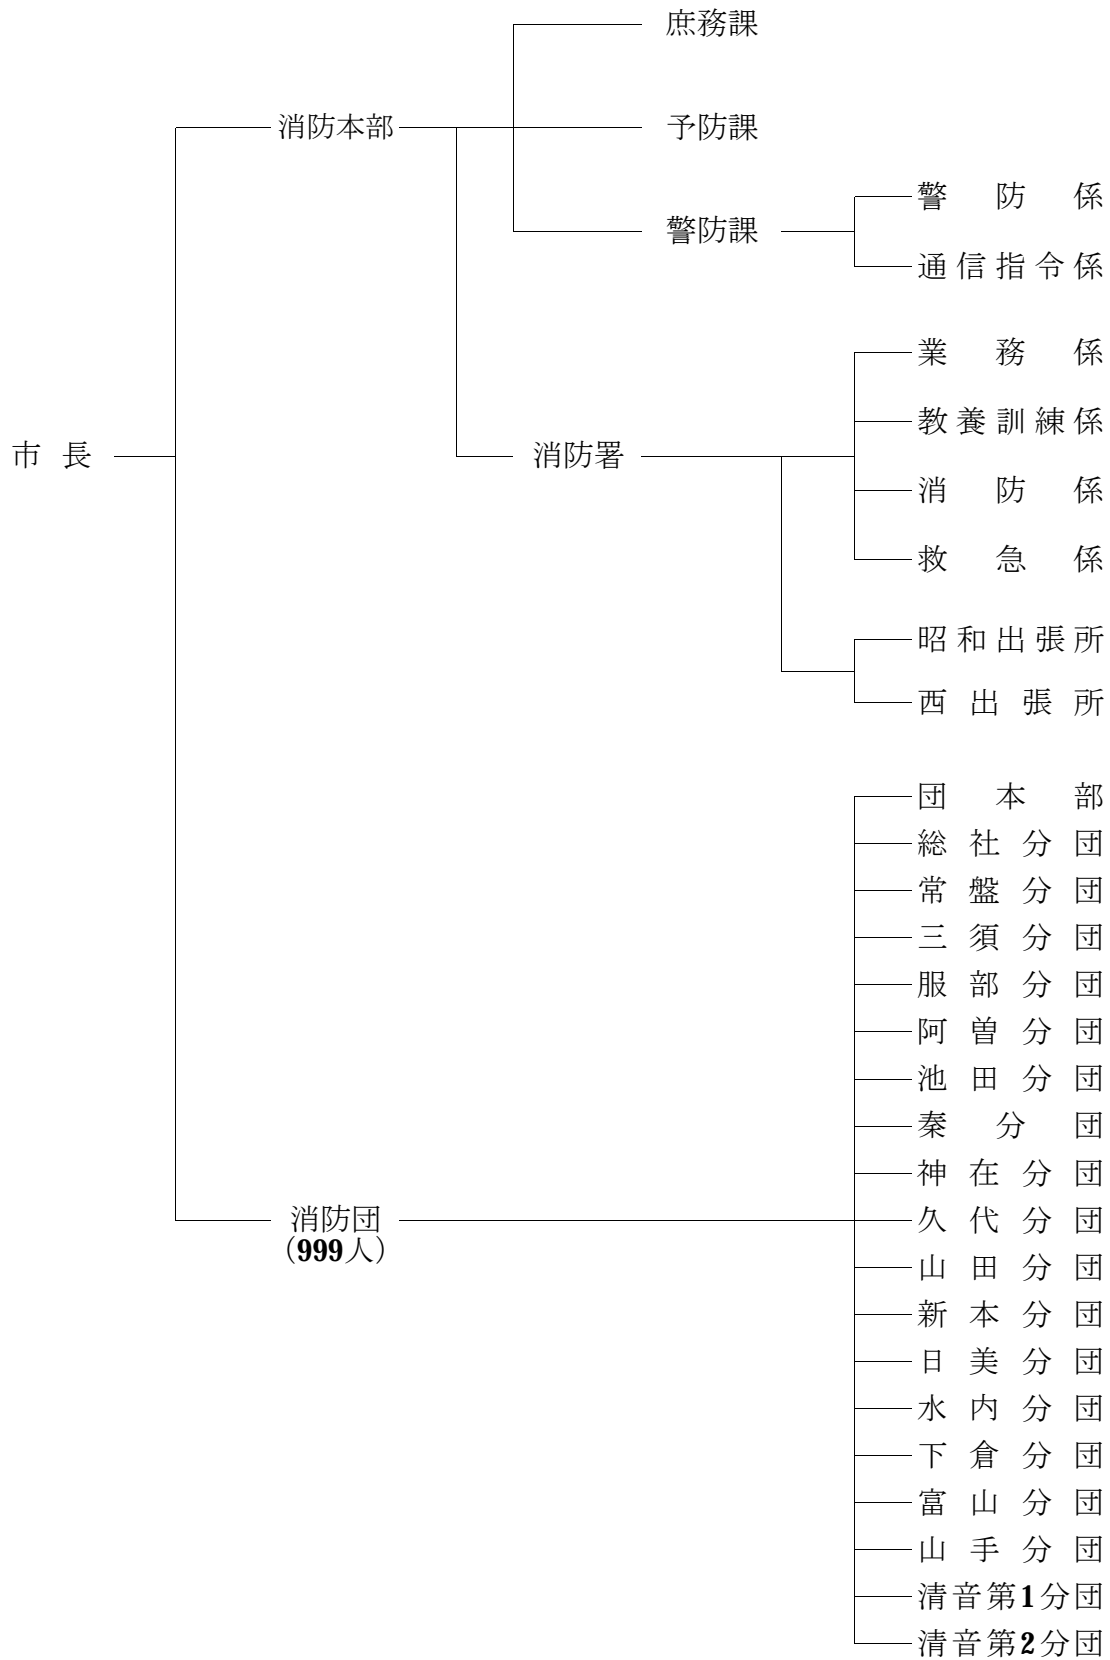 庶務課
消防本部
予防課
警防課
警防係
通信指令係
業務係
教養訓練係
市長
消防署
消防係
救急係
昭和出張所
西出張所
団本部
総社分団
常盤分団
三須分団
服部分団
阿曽分団
池田分団
秦分団
神在分団
消防団
(999人)
久代分団
山田分団
新本分団
日美分団
水内分団
下倉分団
富山分団
山手分団
清音第1分団
清音第2分団